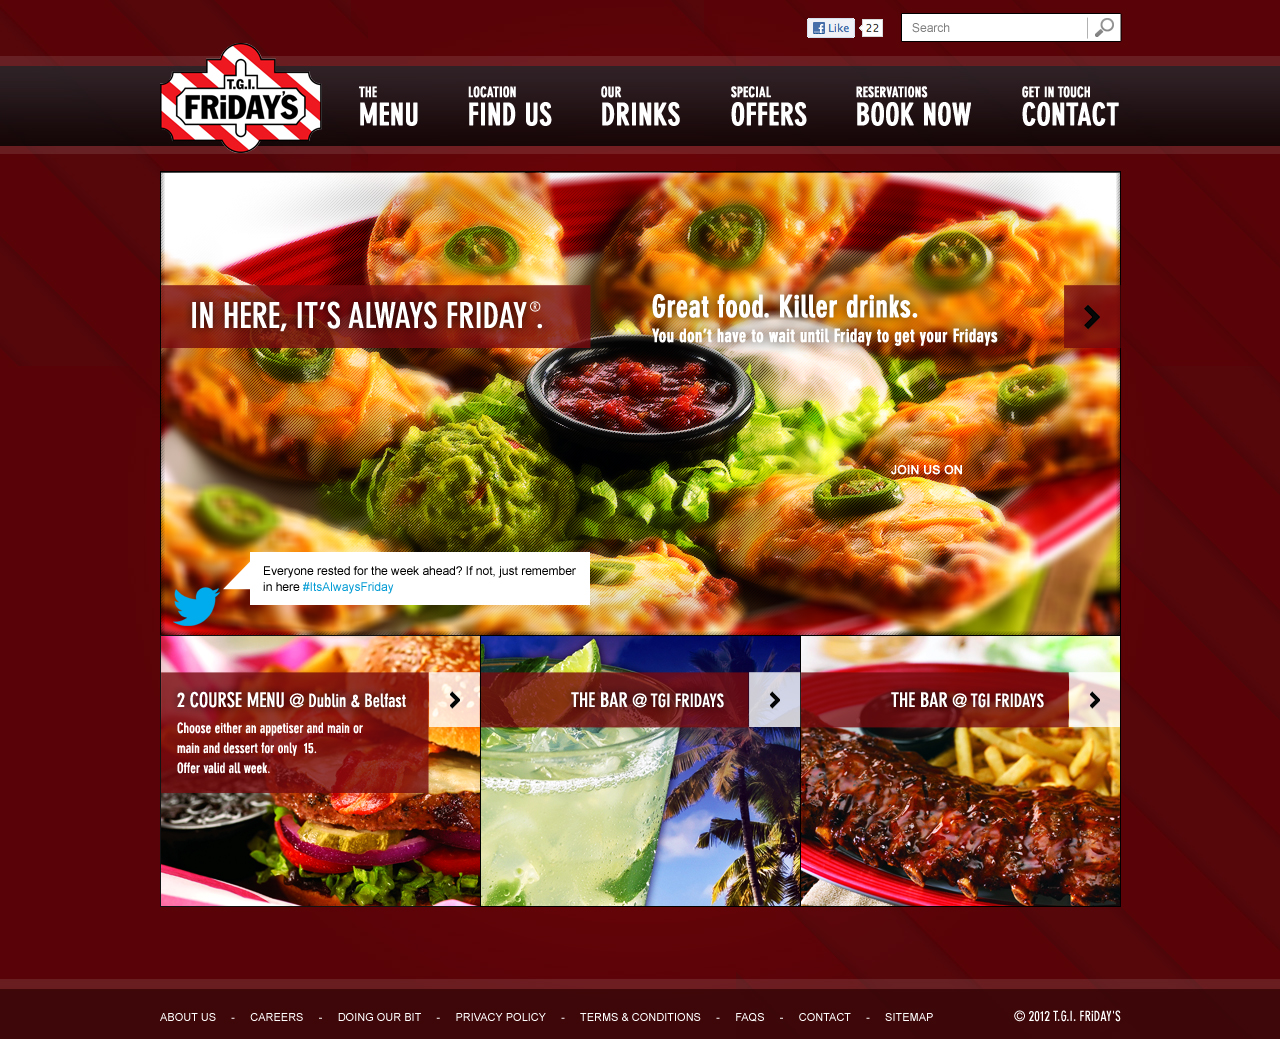 Like 22
Search
T.G.I.
FRiDAY'S
THE
MENU
LOCATION
FIND US
OUR
DRINKS
SPECIAL
OFFERS
RESERVATIONS
BOOK NOW
GET IN TOUCH
CONTACT
IN HERE, IT'S ALWAYS FRIDAY®.
Great food. Killer drinks.
You don't have to wait until Friday to get your Fridays
JOIN US ON
Everyone rested for the week ahead? If not, just remember
in here #ItsAlwaysFriday
2 COURSE MENU @ Dublin & Belfast
Choose either an appetiser and main or
main and dessert for only 15.
Offer valid all week.
THE BAR @ TGI FRIDAYS
THE BAR @ TGI FRIDAYS
ABOUT US - CAREERS - DOING OUR BIT - PRIVACY POLICY - TERMS & CONDITIONS - FAQS - CONTACT - SITEMAP
© 2012 T.G.I. FRiDAY'S